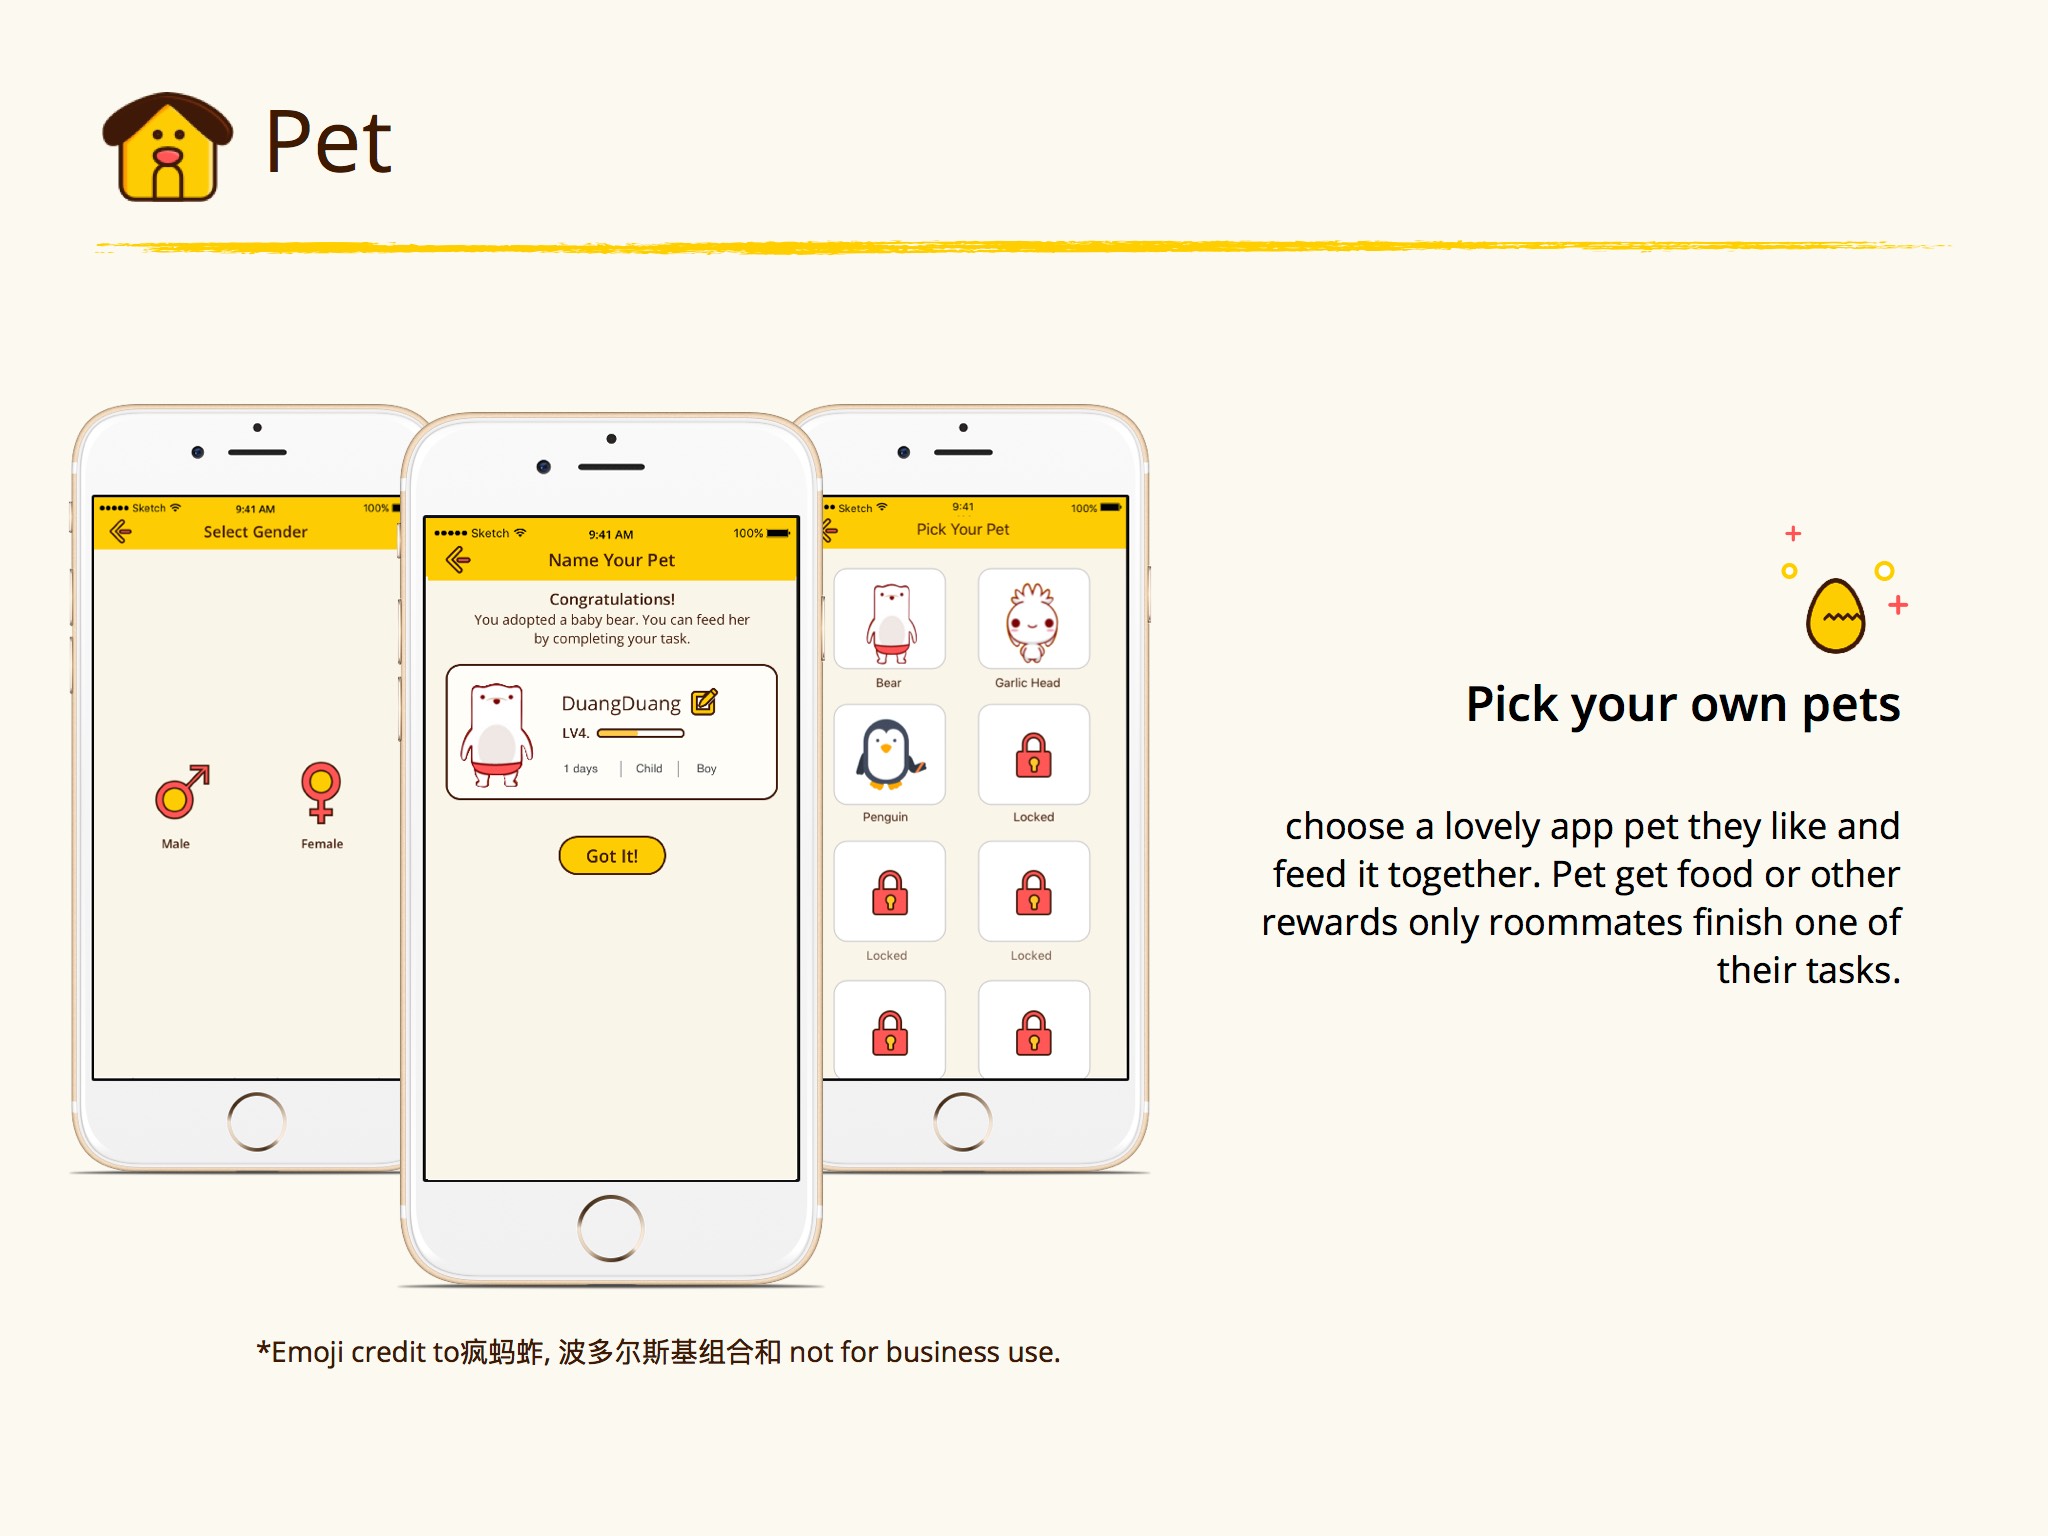 Pet
Sketch 9:41 AM 100%
Select Gender
Male Female
Sketch 9:41 AM 100%
Name Your Pet
Congratulations!
You adopted a baby bear. You can feed her
by completing your task.
DuangDuang
LV4.
1 days Child Boy
Got It!
Sketch 9:41 100%
Pick Your Pet
Bear Garlic Head
Penguin Locked
Locked Locked
Pick your own pets
choose a lovely app pet they like and
feed it together. Pet get food or other
rewards only roommates finish one of
their tasks.
*Emoji credit to疯蚂蚱, 波多尔斯基组合和 not for business use.